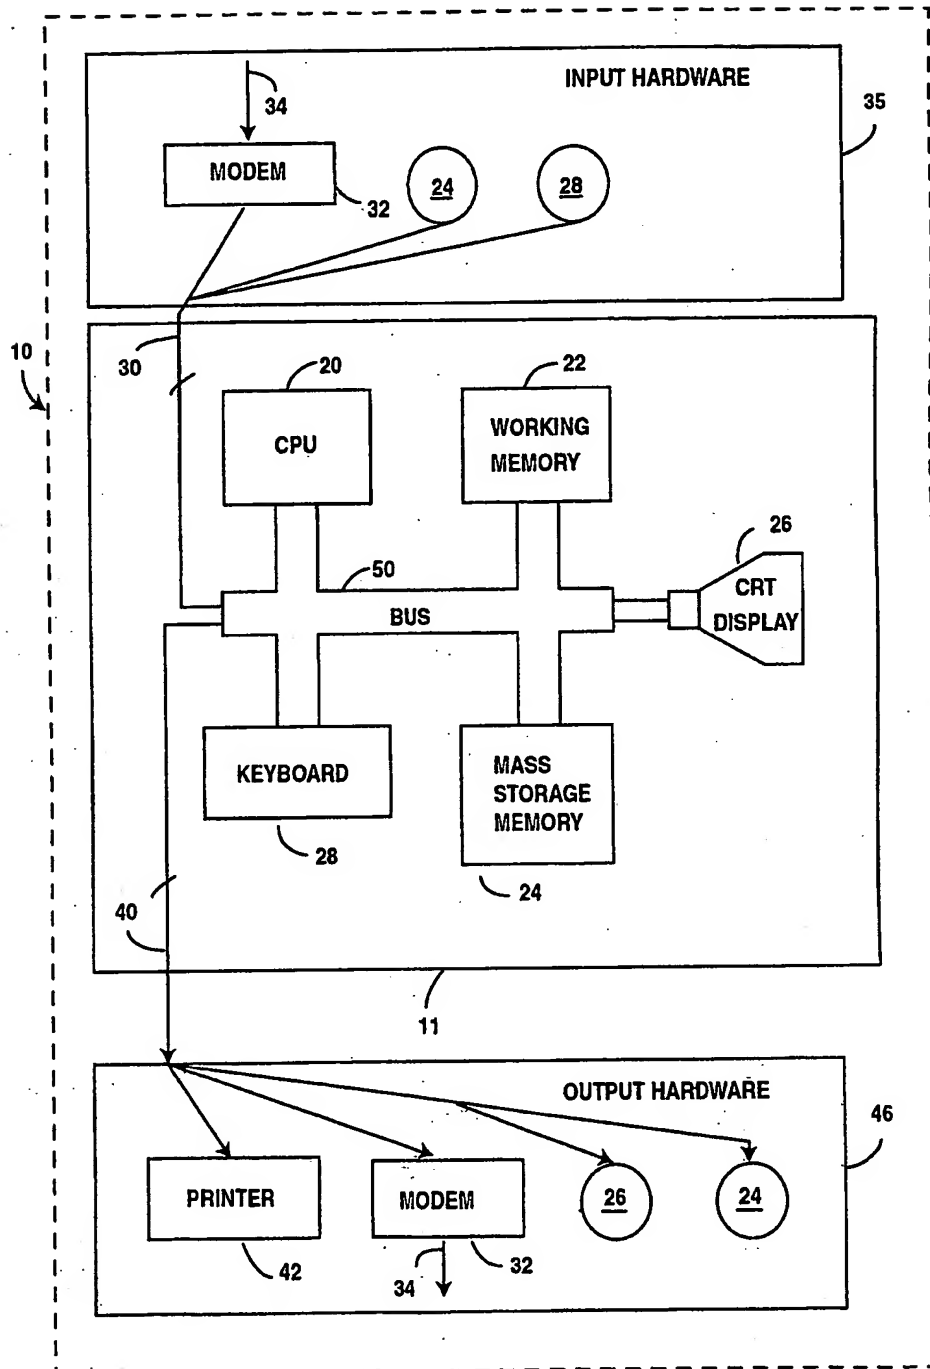 INPUT HARDWARE
34
35
MODEM
32
24
28
10
30
20
22
CPU
WORKING
MEMORY
26
50
CRT
DISPLAY
BUS
KEYBOARD
MASS
STORAGE
MEMORY
28
24
40
11
OUTPUT HARDWARE
46
PRINTER
MODEM
26
24
42
34
32